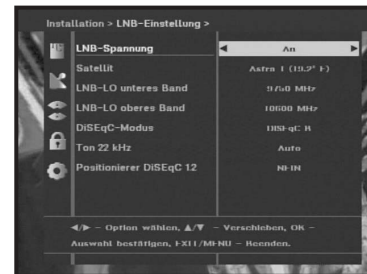 Installation > LNB-Einstellung >
LNB-Spannung An
Satellit Astra 1 (19.2° E)
LNB-LO unteres Band 9750 MHz
LNB-LO oberes Band 10600 MHz
DiSEqC-Modus DISEqC B
Ton 22 kHz Auto
Positionierer DiSEqC 12 NEIN
◄/► – Option wählen, ▲/▼ – Verschieben, OK –
Auswahl bestätigen, EXIT/MENU – Beenden.